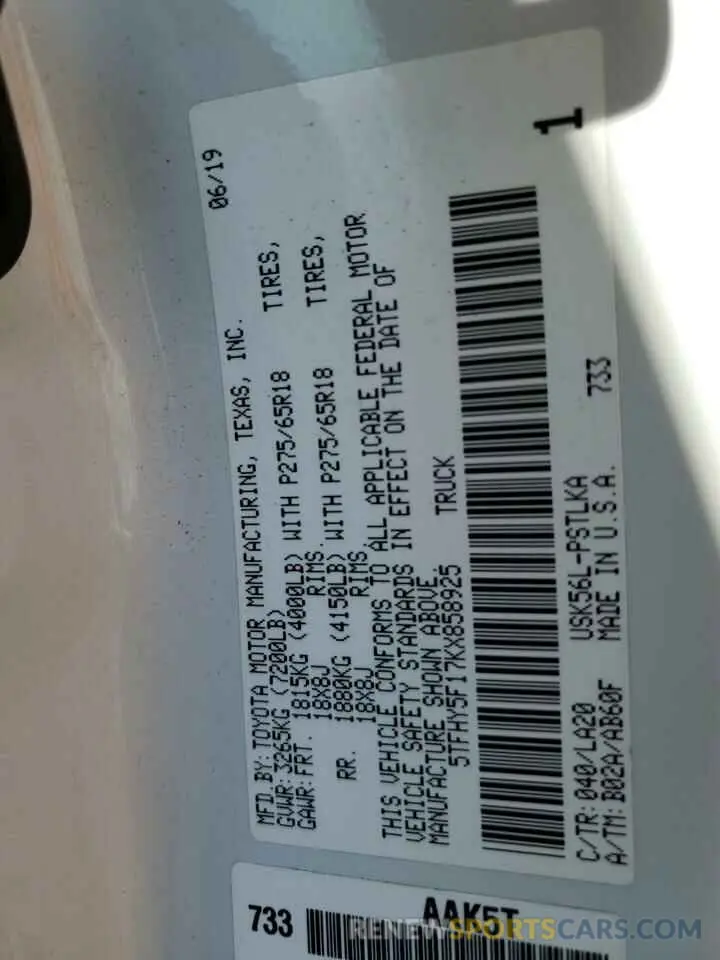 MFD.BY:TOYOTA MOTOR MANUFACTURING, TEXAS, INC. 06/19
GVWR:3265KG (7200LB)
GAWR:FRT. 1815KG (4000LB) WITH P275/65R18 TIRES,
18X8J RIMS.
RR. 1880KG (4150LB) WITH P275/65R18 TIRES,
18X8J RIMS
THIS VEHICLE CONFORMS TO ALL APPLICABLE FEDERAL MOTOR
VEHICLE SAFETY STANDARDS IN EFFECT ON THE DATE OF
MANUFACTURE SHOWN ABOVE.
5TFHY5F17KX858925 TRUCK
1
C/TR:040/LA20 USK56L-PSTLKA 733
A/TM:B02A/AB60F MADE IN U.S.A.
733 AAK5T
RENEWSPORTSCARS.COM